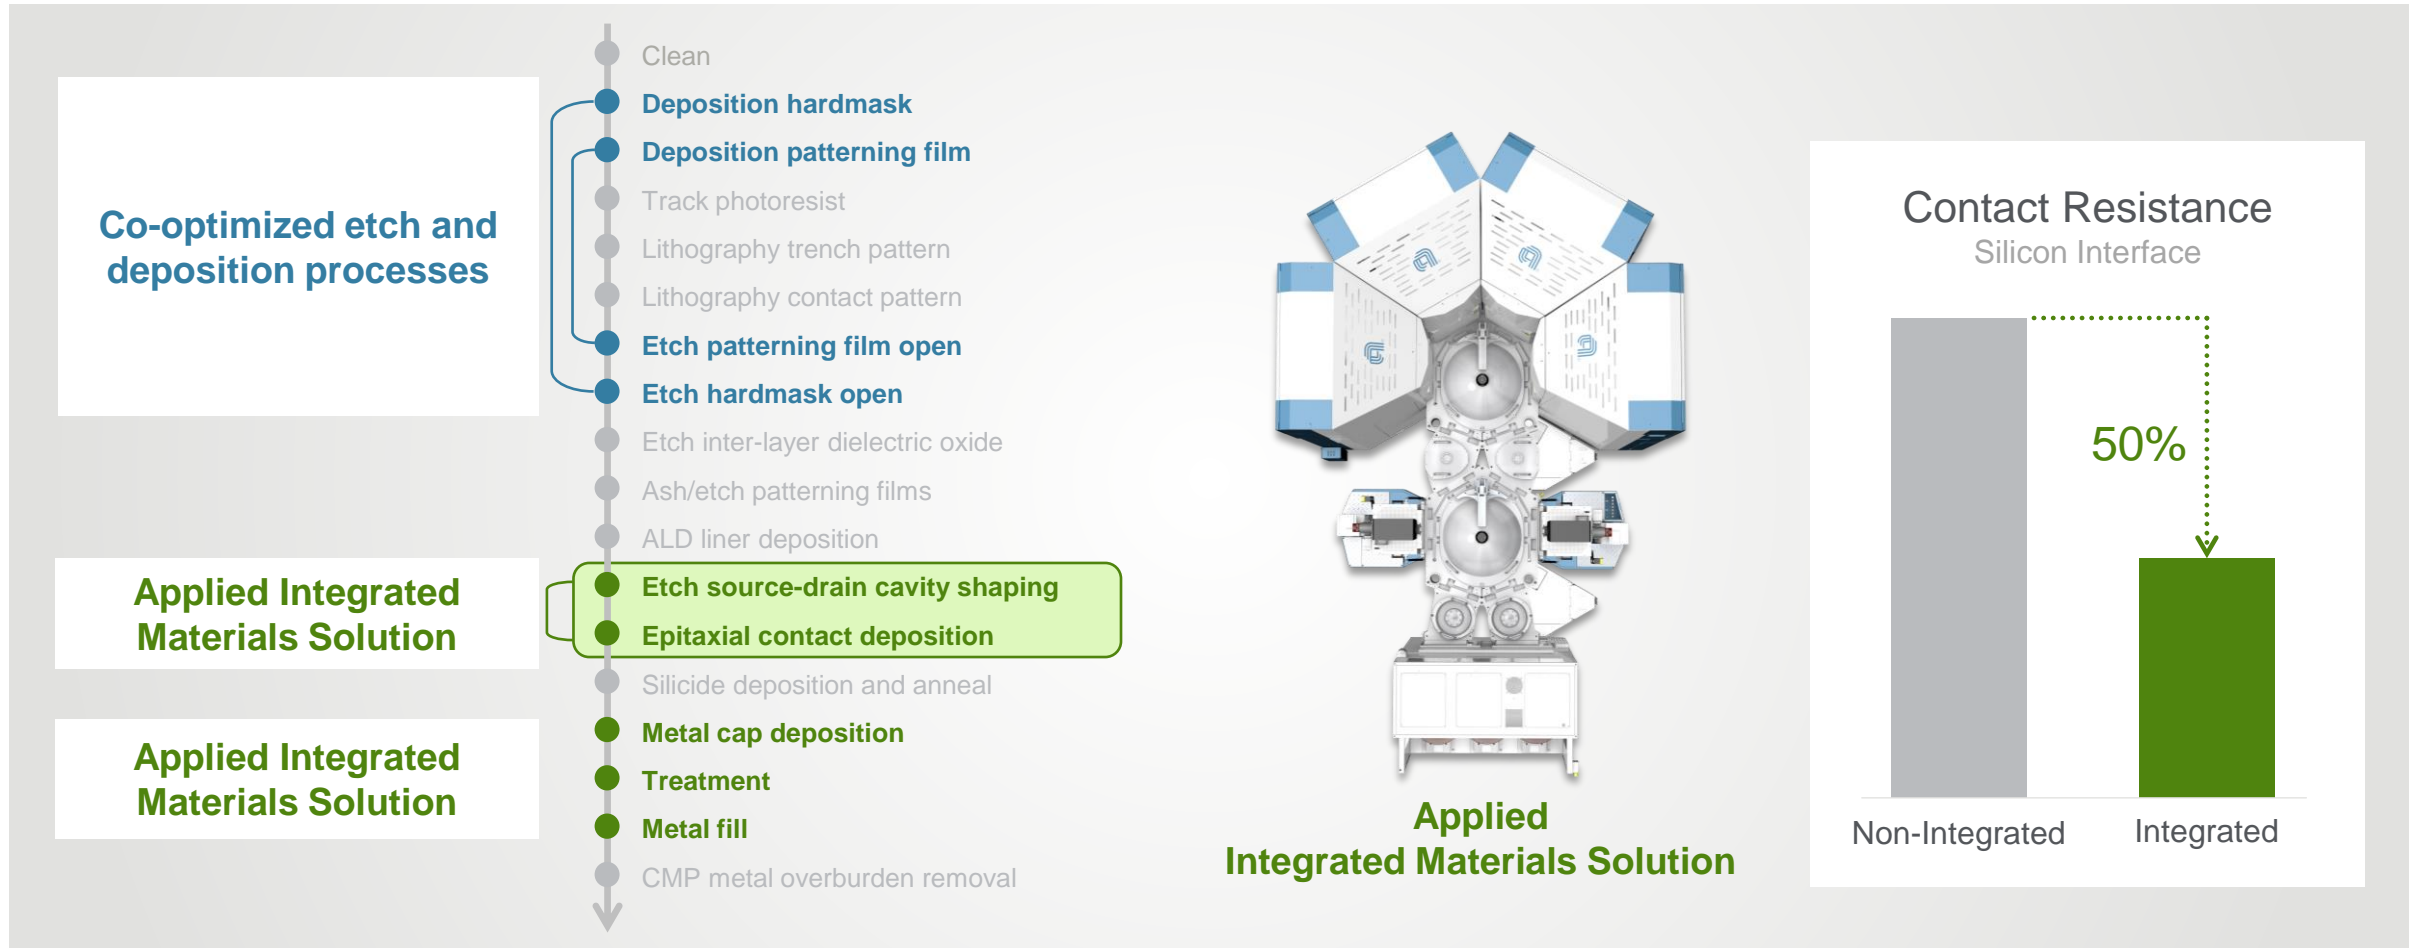 Co-optimized etch and
deposition processes
Applied Integrated
Materials Solution
Applied Integrated
Materials Solution
Clean
Deposition hardmask
Deposition patterning film
Track photoresist
Lithography trench pattern
Lithography contact pattern
Etch patterning film open
Etch hardmask open
Etch inter-layer dielectric oxide
Ash/etch patterning films
ALD liner deposition
Etch source-drain cavity shaping
Epitaxial contact deposition
Silicide deposition and anneal
Metal cap deposition
Treatment
Metal fill
CMP metal overburden removal
Applied
Integrated Materials Solution
Contact Resistance
Silicon Interface
50%
Non-Integrated
Integrated